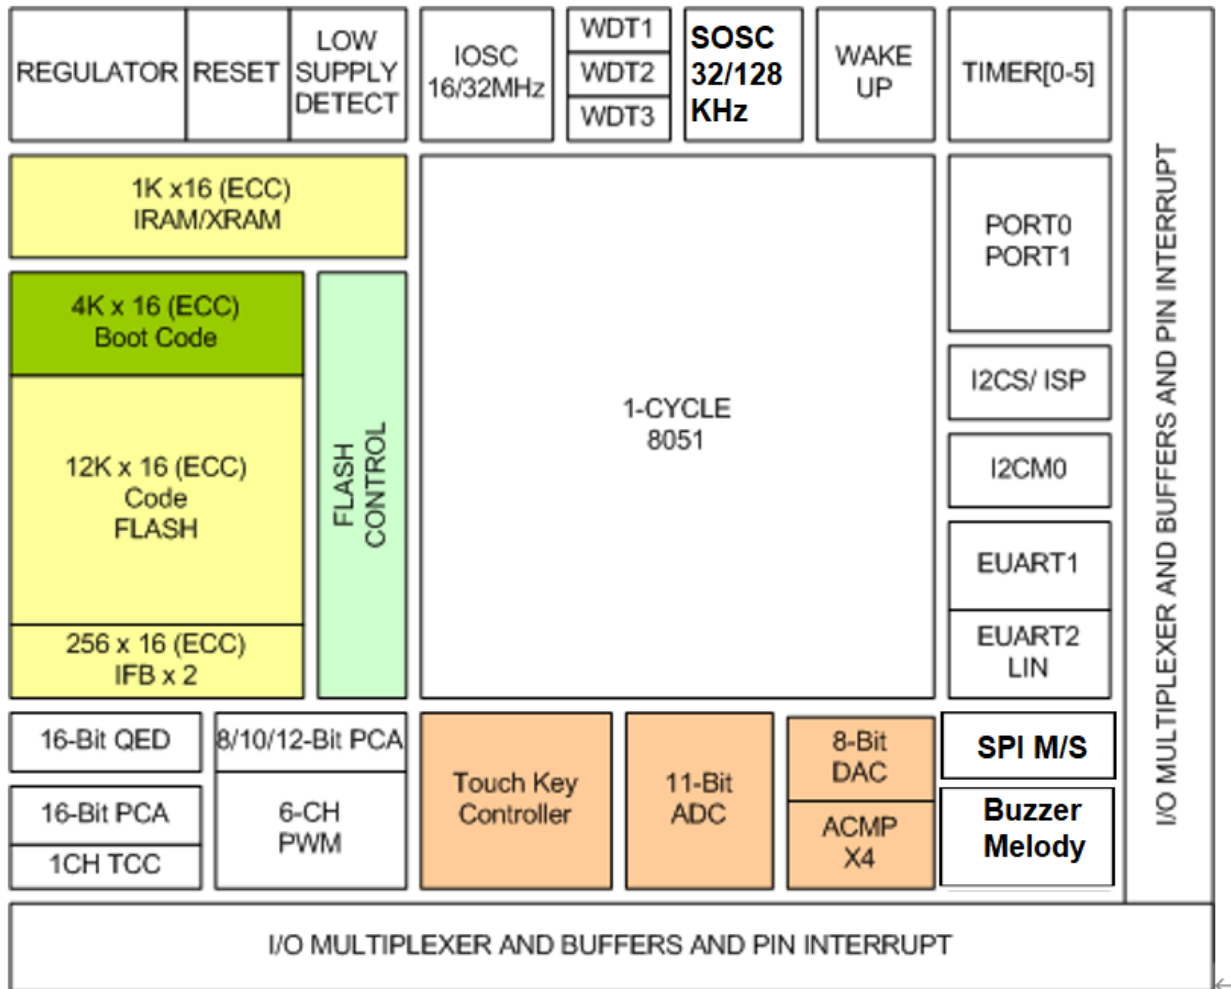 REGULATOR
RESET
LOW
SUPPLY
DETECT
IOSC
16/32MHz
WDT1
WDT2
WDT3
SOSC
32/128
KHz
WAKE
UP
TIMER[0-5]
1K x16 (ECC)
IRAM/XRAM
4K x 16 (ECC)
Boot Code
12K x 16 (ECC)
Code
FLASH
256 x 16 (ECC)
IFB x 2
FLASH
CONTROL
1-CYCLE
8051
PORT0
PORT1
I2CS/ ISP
I2CM0
EUART1
EUART2
LIN
16-Bit QED
16-Bit PCA
1CH TCC
8/10/12-Bit PCA
6-CH
PWM
Touch Key
Controller
11-Bit
ADC
8-Bit
DAC
ACMP
X4
SPI M/S
Buzzer
Melody
I/O MULTIPLEXER AND BUFFERS AND PIN INTERRUPT
I/O MULTIPLEXER AND BUFFERS AND PIN INTERRUPT